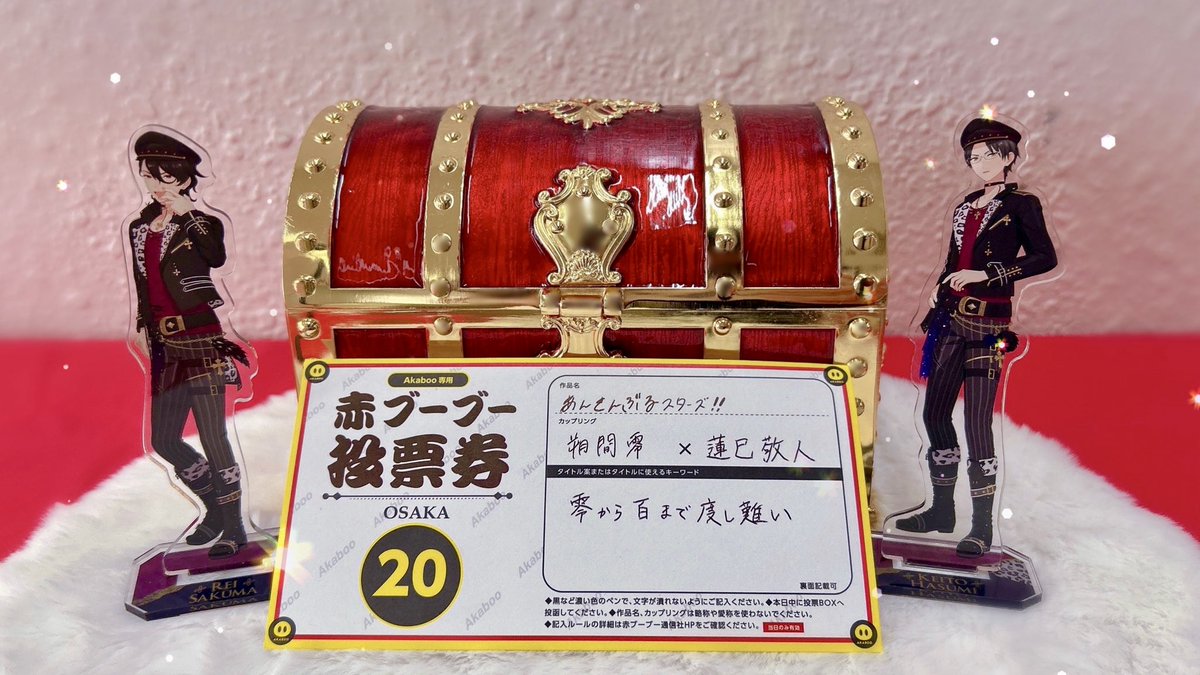 Akaboo専用
赤ブーブー
投票券
OSAKA
20
作品名
あんさんぶるスターズ!!
カップリング
朔間零 × 蓮巳敬人
タイトル案またはタイトルに使えるキーワード
零から百まで度し難い
裏面記載可
◆黒など濃い色のペンで、文字が潰れないようにご記入ください。◆本日中に投票BOXへ
投函してください。◆作品名、カップリングは略称や愛称を使わないでください。
◆記入ルールの詳細は赤ブーブー通信社HPをご確認ください。 当日のみ有効
Akaboo
Akaboo
Akaboo
Akaboo
Akaboo
Akaboo
AKABOO
AKABOO
REI
SAKUMA
KEITO
HASUMI